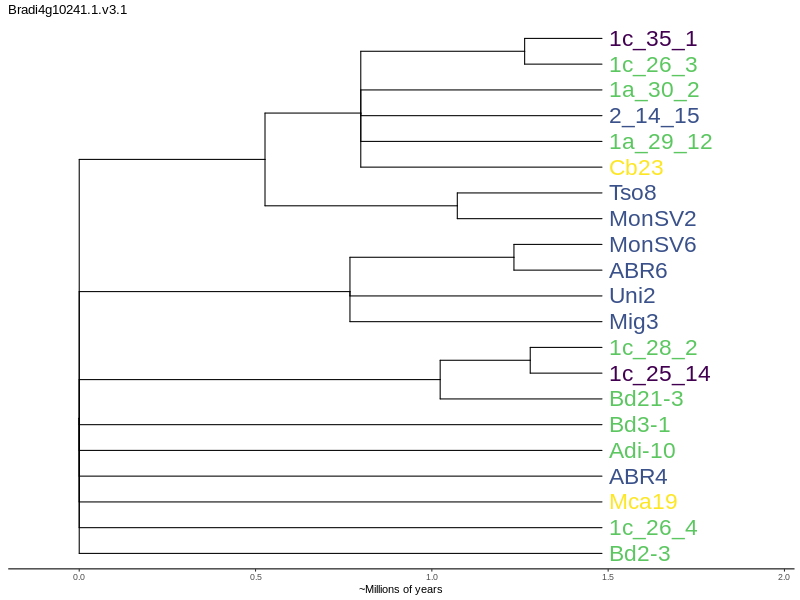 Bradi4g10241.1.v3.1
1c_35_1
1c_26_3
1a_30_2
2_14_15
1a_29_12
Cb23
Tso8
MonSV2
MonSV6
ABR6
Uni2
Mig3
1c_28_2
1c_25_14
Bd21-3
Bd3-1
Adi-10
ABR4
Mca19
1c_26_4
Bd2-3
0.0 0.5 1.0 1.5 2.0
~Millions of years